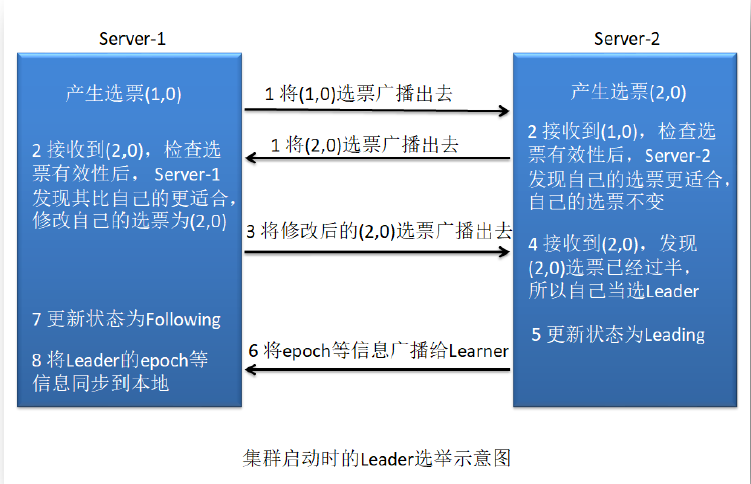 Server-1
Server-2
产生选票(1,0)
1 将(1,0)选票广播出去
产生选票(2,0)
1 将(2,0)选票广播出去
2 接收到(2,0)，检查选
票有效性后， Server-1
发现其比自己的更适合，
修改自己的选票为(2,0)
2 接收到(1,0)，检查选
票有效性后，Server-2
发现自己的选票更适合，
自己的选票不变
3 将修改后的(2,0)选票广播出去
4 接收到(2,0)，发现
(2,0)选票已经过半，
所以自己当选Leader
5 更新状态为Leading
6 将epoch等信息广播给Learner
7 更新状态为Following
8 将Leader的epoch等
信息同步到本地
集群启动时的Leader选举示意图